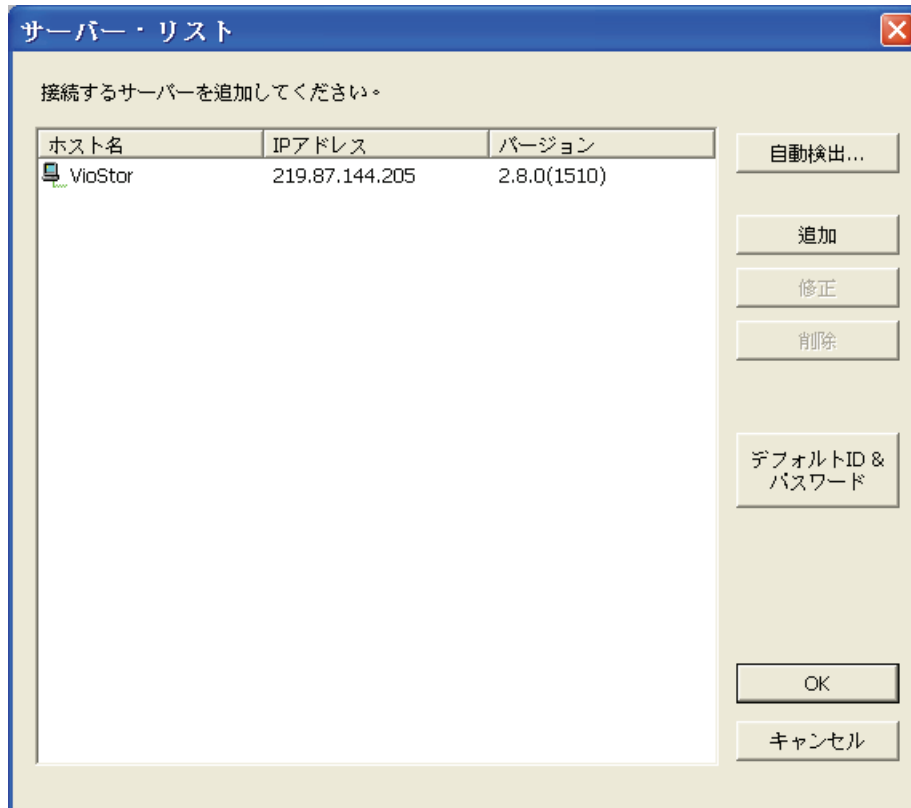 サーバー・リスト
接続するサーバーを追加してください。
ホスト名 IPアドレス バージョン
VioStor 219.87.144.205 2.8.0(1510)
自動検出...
追加
修正
削除
デフォルトID &
パスワード
OK
キャンセル